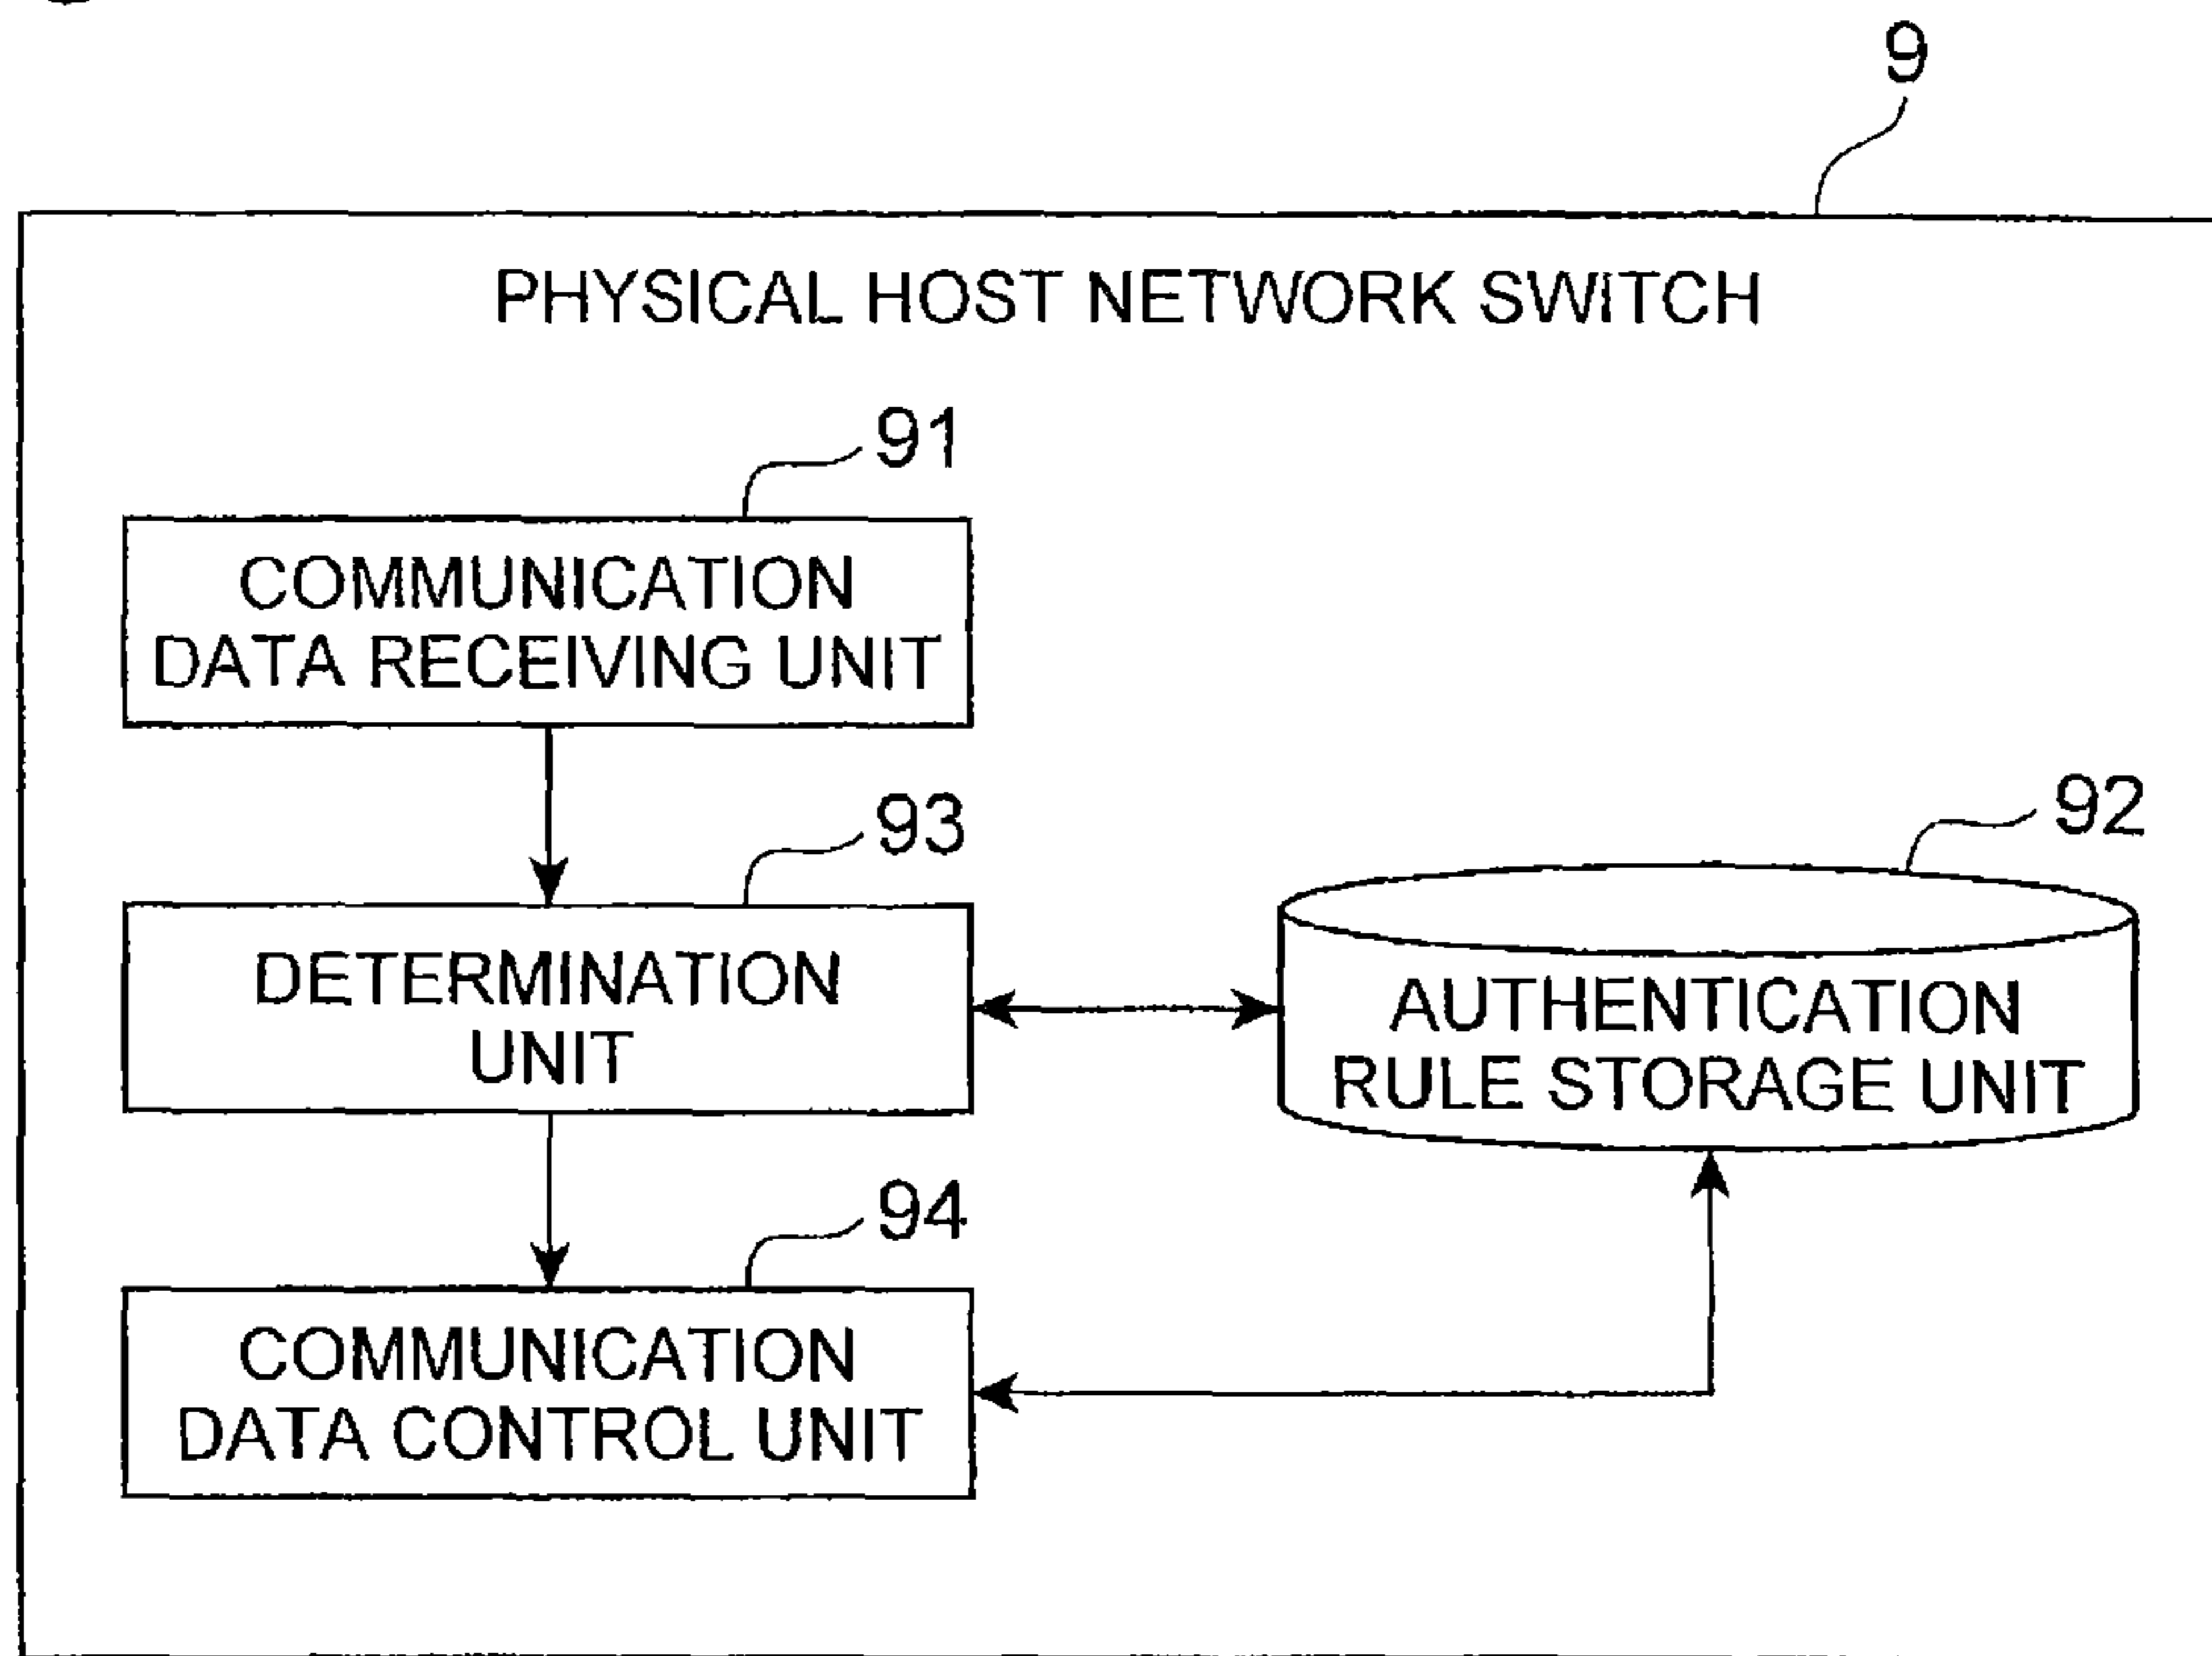 9
PHYSICAL HOST NETWORK SWITCH
91
COMMUNICATION
DATA RECEIVING UNIT
93
DETERMINATION
UNIT
92
AUTHENTICATION
RULE STORAGE UNIT
94
COMMUNICATION
DATA CONTROL UNIT